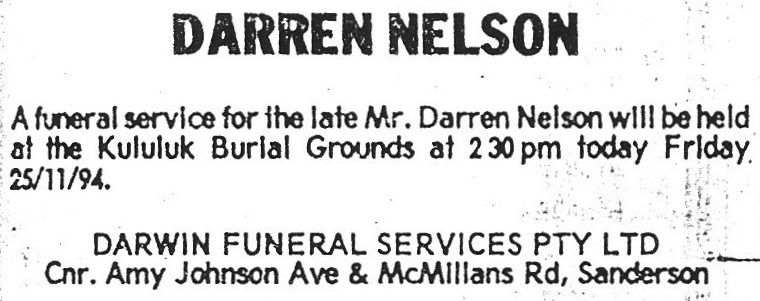 DARREN NELSON
A funeral service for the late Mr. Darren Nelson will be held
at the Kululuk Burial Grounds at 2 30 pm today Friday
25/11/94.
DARWIN FUNERAL SERVICES PTY LTD
Cnr. Amy Johnson Ave & McMillans Rd, Sanderson